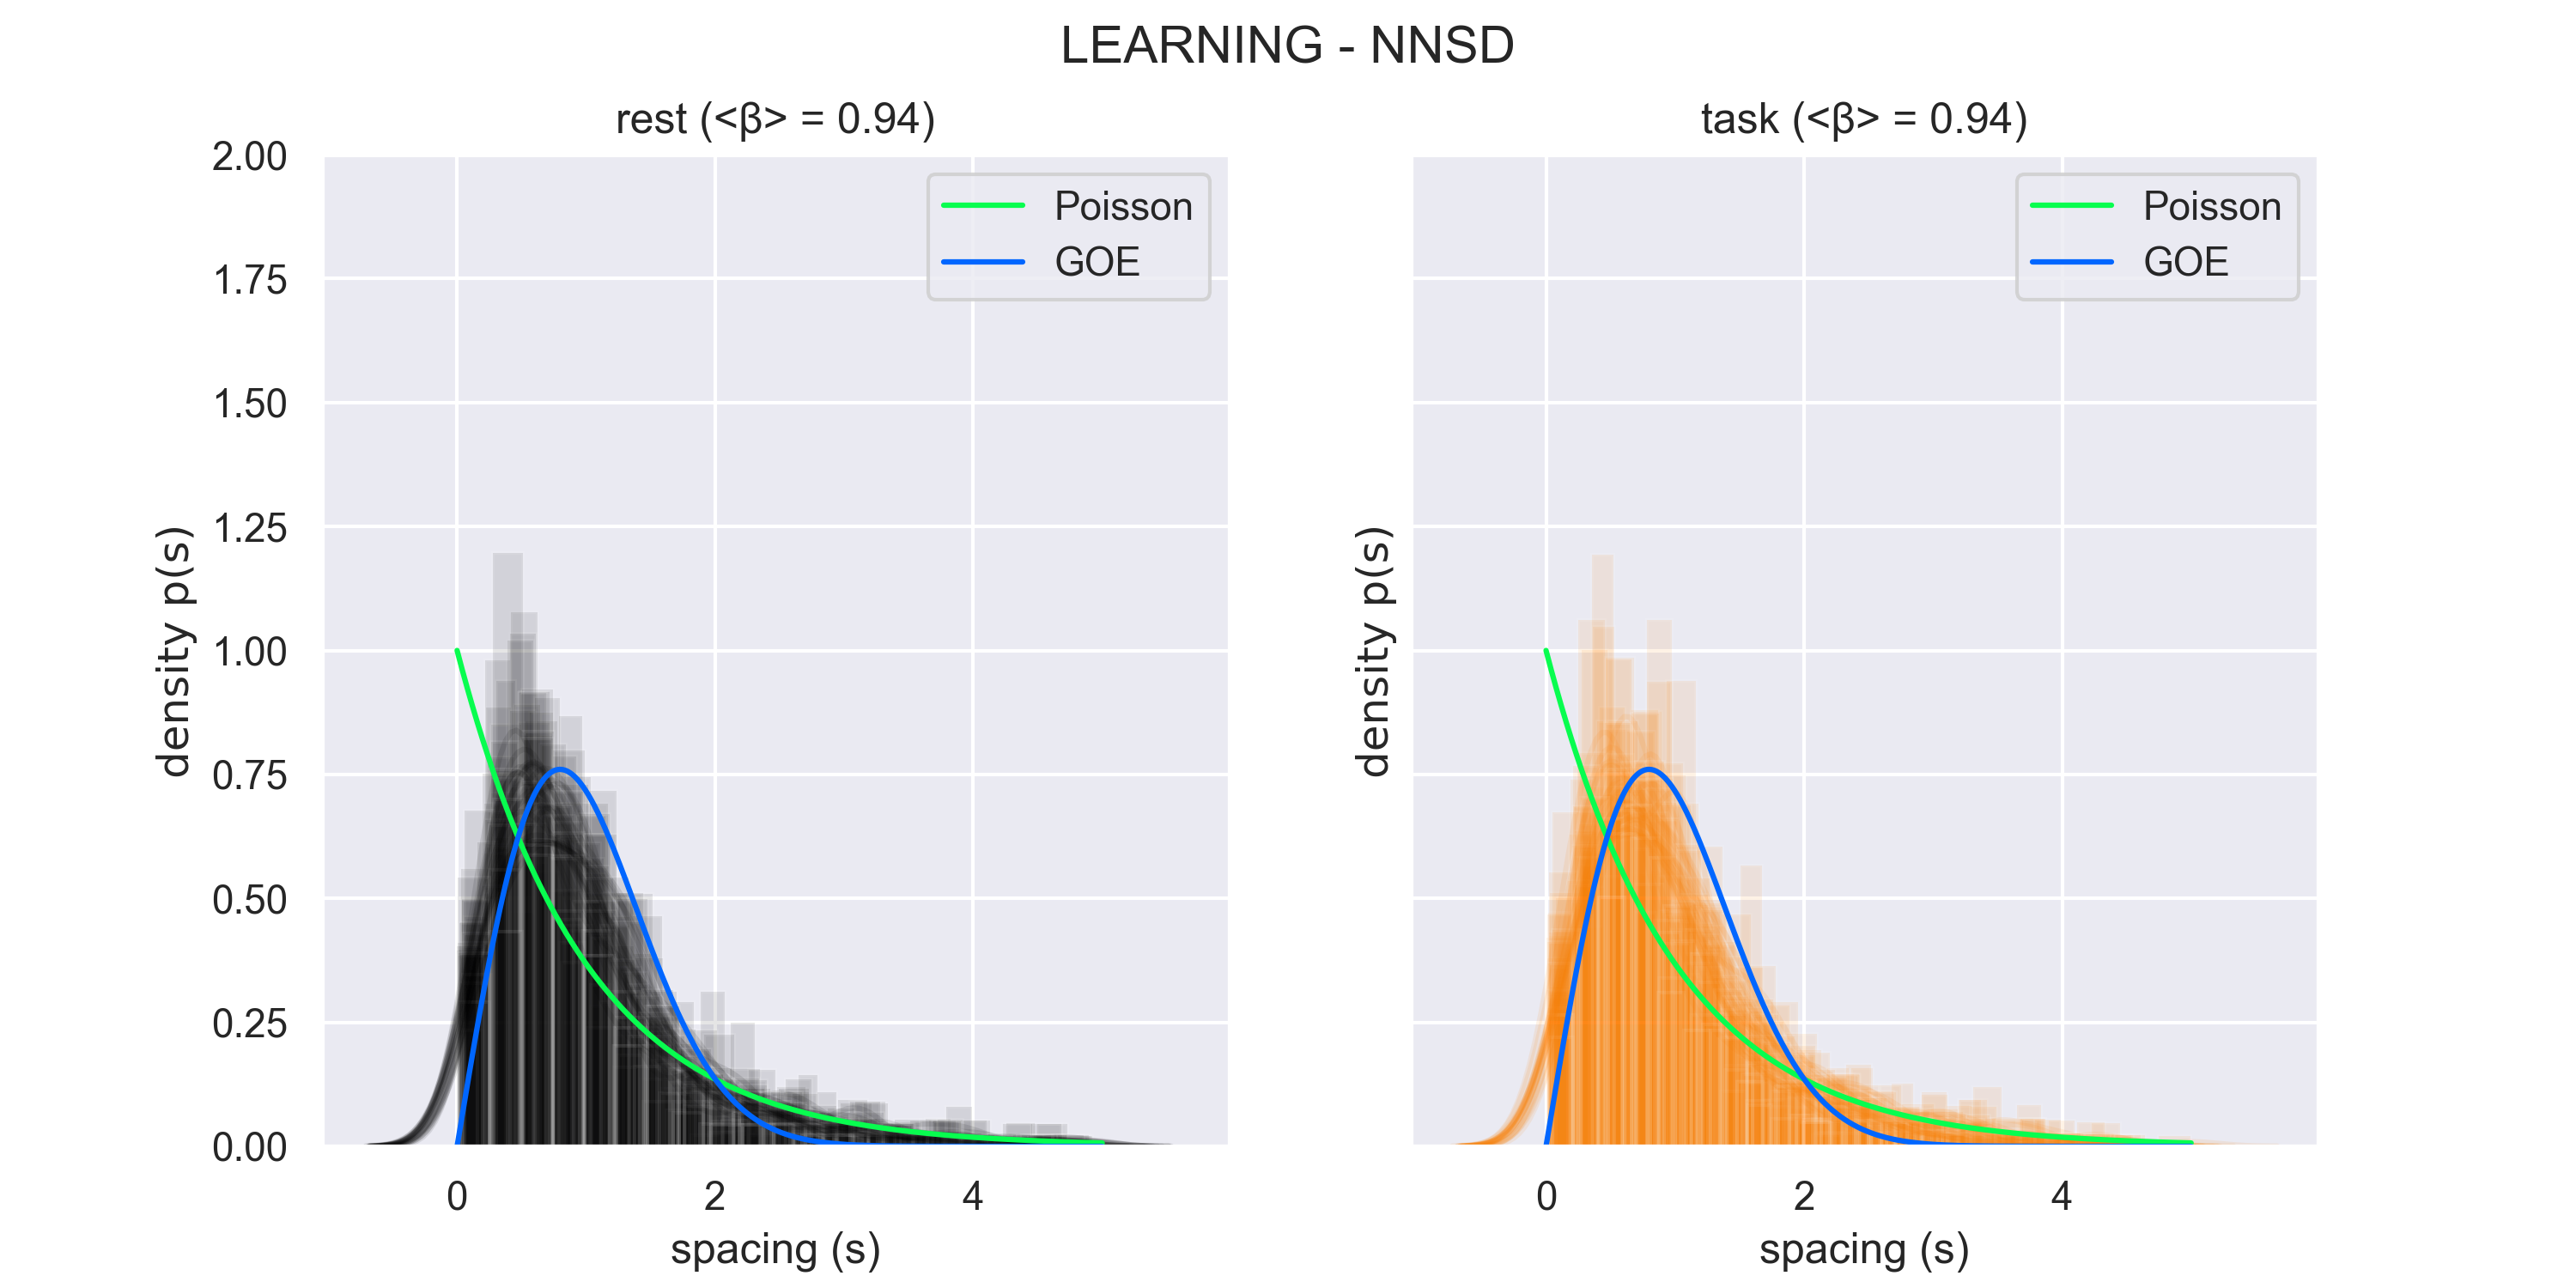 LEARNING - NNSD
rest (<β> = 0.94)
2.00
1.75
1.50
1.25
1.00
0.75
0.50
0.25
0.00
density p(s)
Poisson
GOE
0
2
4
spacing (s)
task (<β> = 0.94)
density p(s)
Poisson
GOE
0
2
4
spacing (s)